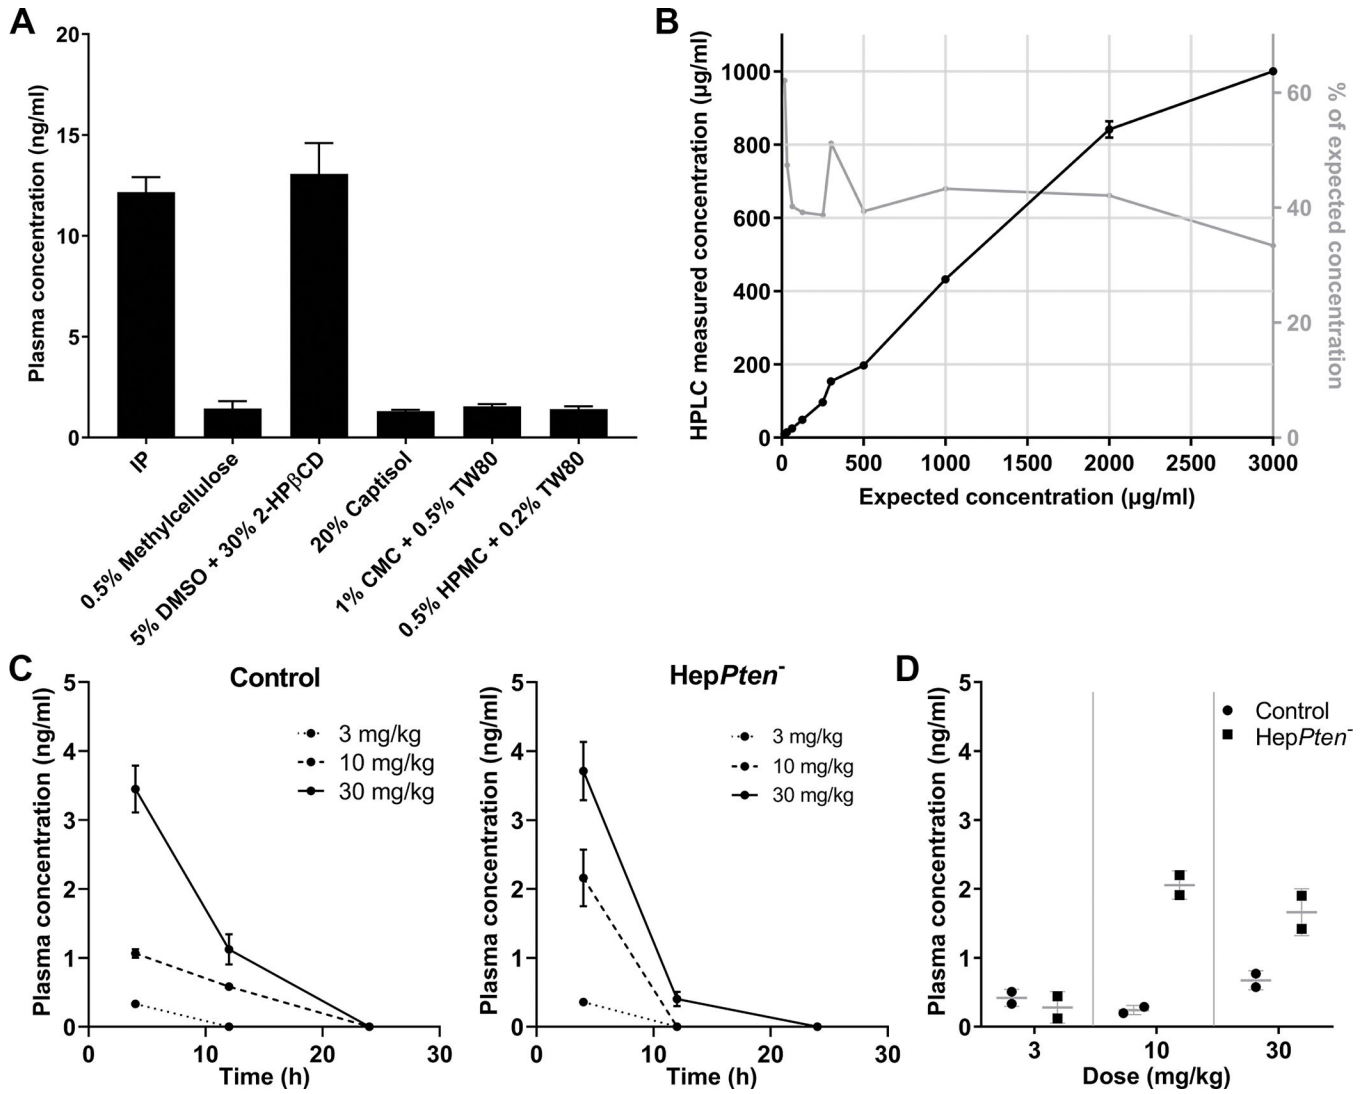 A
Plasma concentration (ng/ml)
20
15
10
5
0
IP
0.5% Methylcellulose
5% DMSO + 30% 2-HPβCD
20% Captisol
1% CMC + 0.5% TW80
0.5% HPMC + 0.2% TW80
B
HPLC measured concentration (µg/ml)
1000
800
600
400
200
0
60
40
20
0
% of expected concentration
0
500
1000
1500
2000
2500
3000
Expected concentration (µg/ml)
C
Control
Plasma concentration (ng/ml)
5
4
3
2
1
0
3 mg/kg
10 mg/kg
30 mg/kg
0
10
20
30
Time (h)
HepPten-
Plasma concentration (ng/ml)
5
4
3
2
1
0
3 mg/kg
10 mg/kg
30 mg/kg
0
10
20
30
Time (h)
D
Plasma concentration (ng/ml)
5
4
3
2
1
0
Control
HepPten-
3
10
30
Dose (mg/kg)